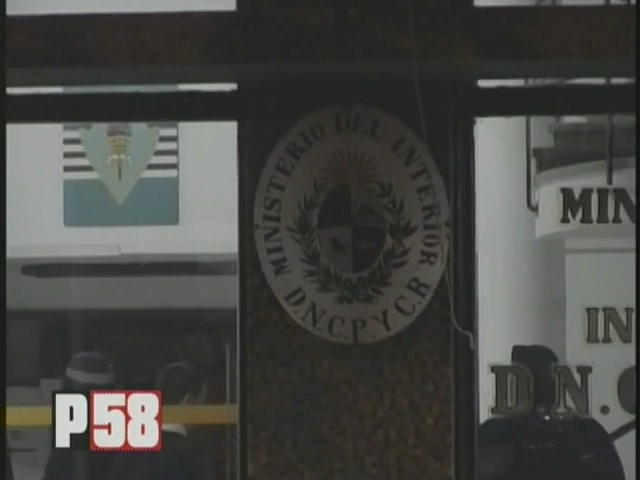 MINISTERIO DEL INTERIOR
D.N.C.P.Y C.R
MIN
IN
D.N.C
P58